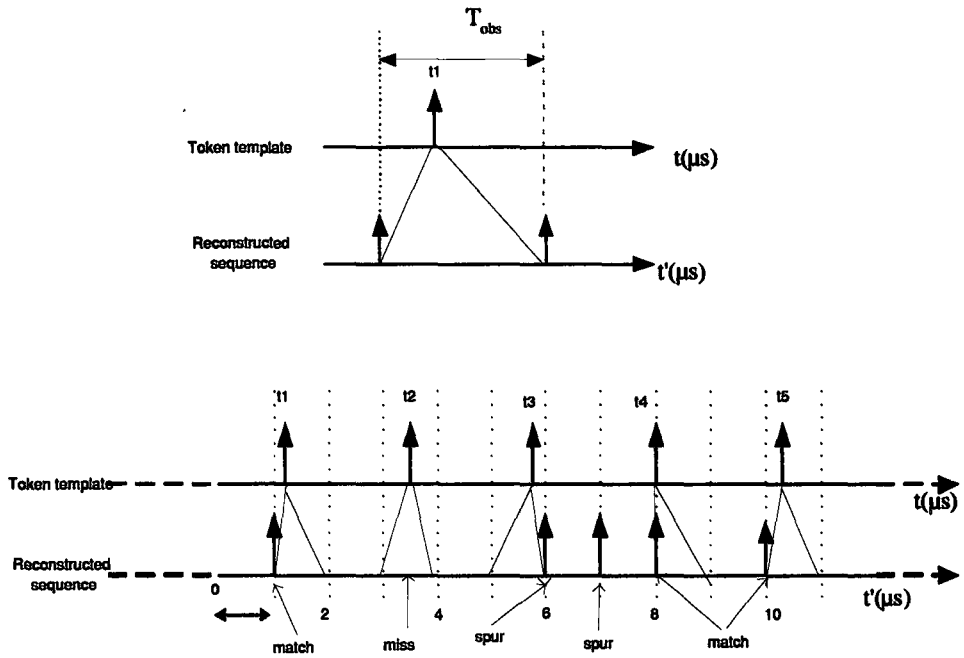 T obs
t1
Token template
t(µs)
Reconstructed
sequence
t'(µs)
t1 t2 t3 t4 t5
Token template
t(µs)
Reconstructed
sequence
t'(µs)
0 2 4 6 8 10
match miss spur spur match